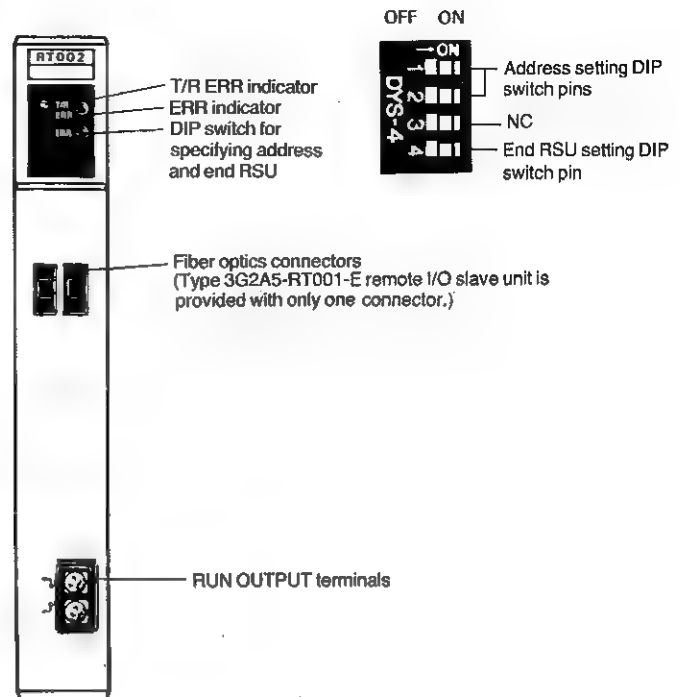 OFF ON
RT002
T/R
ERR
ERR
T/R ERR indicator
ERR indicator
DIP switch for
specifying address
and end RSU
→ON
1
2
3
4
DYS-4
Address setting DIP
switch pins
NC
End RSU setting DIP
switch pin
Fiber optics connectors
(Type 3G2A5-RT001-E remote I/O slave unit is
provided with only one connector.)
RUN OUTPUT terminals